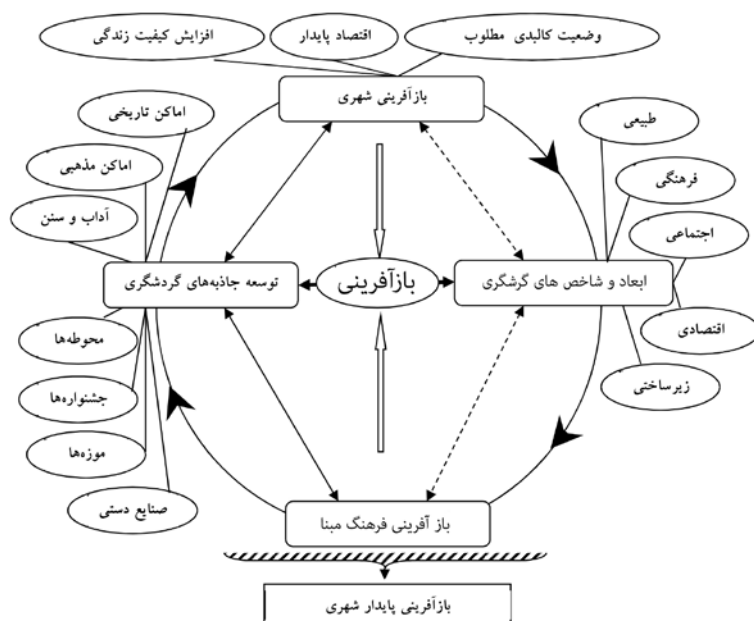 وضعیت کالبدی مطلوب
اقتصاد پایدار
افزایش کیفیت زندگی
بازآفرینی شهری
اماکن تاریخی
اماکن مذهبی
آداب و سنن
طبیعی
فرهنگی
اجتماعی
ابعاد و شاخص های گرشگری
بازآفرینی
توسعه جاذبه‌های گردشگری
اقتصادی
زیرساختی
محوطه‌ها
جشنواره‌ها
موزه‌ها
صنایع دستی
باز آفرینی فرهنگ مبنا
بازآفرینی پایدار شهری